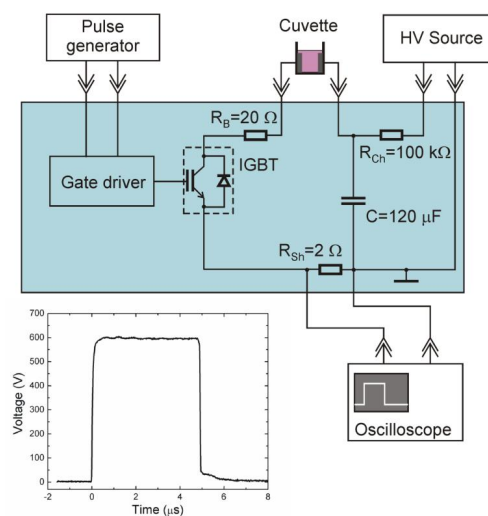 Pulse
generator
Cuvette
HV Source
R_B=20 Ω
R_Ch=100 kΩ
IGBT
Gate driver
C=120 μF
R_Sh=2 Ω
Oscilloscope
Voltage (V)
700
600
500
400
300
200
100
0
-2
0
2
4
6
8
Time (μs)